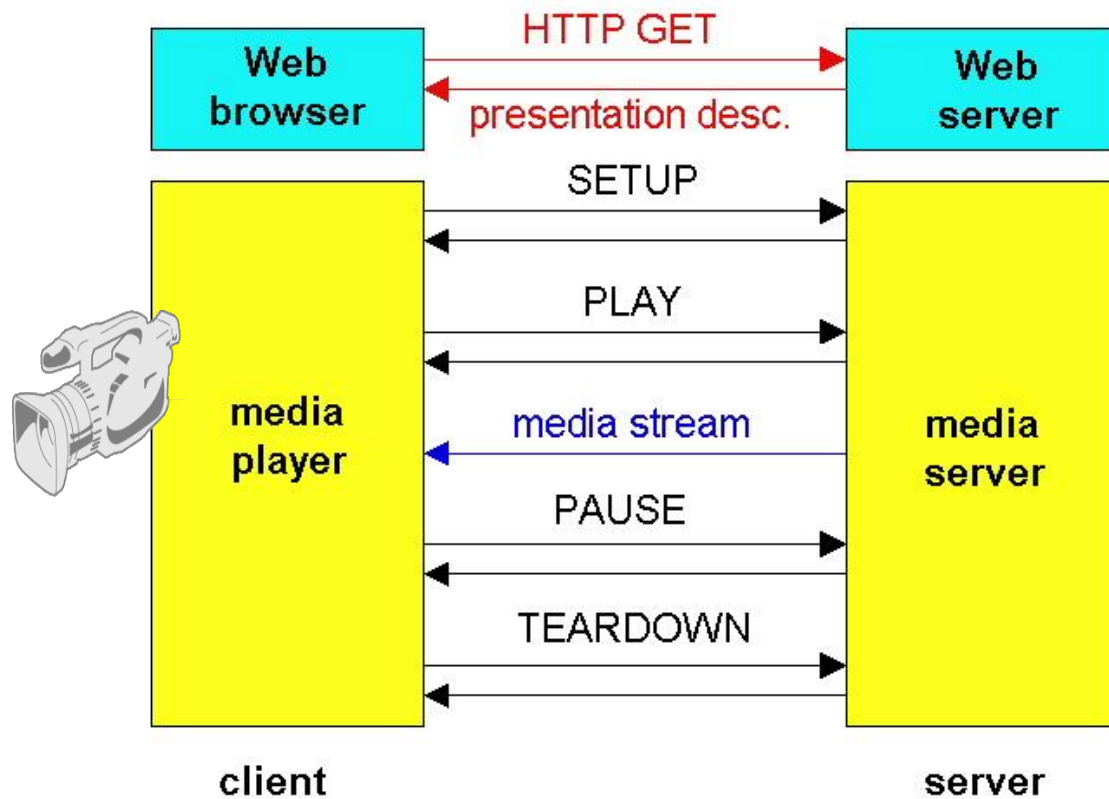 HTTP GET
Web
browser
Web
server
presentation desc.
SETUP
PLAY
media
player
media stream
media
server
PAUSE
TEARDOWN
client
server